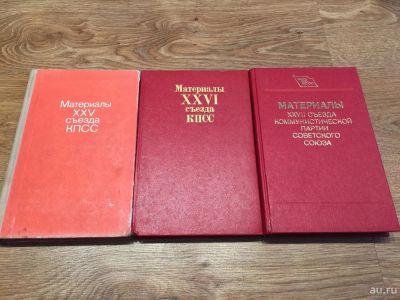 Материалы
XXV
съезда
КПСС
Материалы
XXVI
съезда
КПСС
МАТЕРИАЛЫ
XXVII СЪЕЗДА
КОММУНИСТИЧЕСКОЙ
ПАРТИИ
СОВЕТСКОГО
СОЮЗА
au.ru